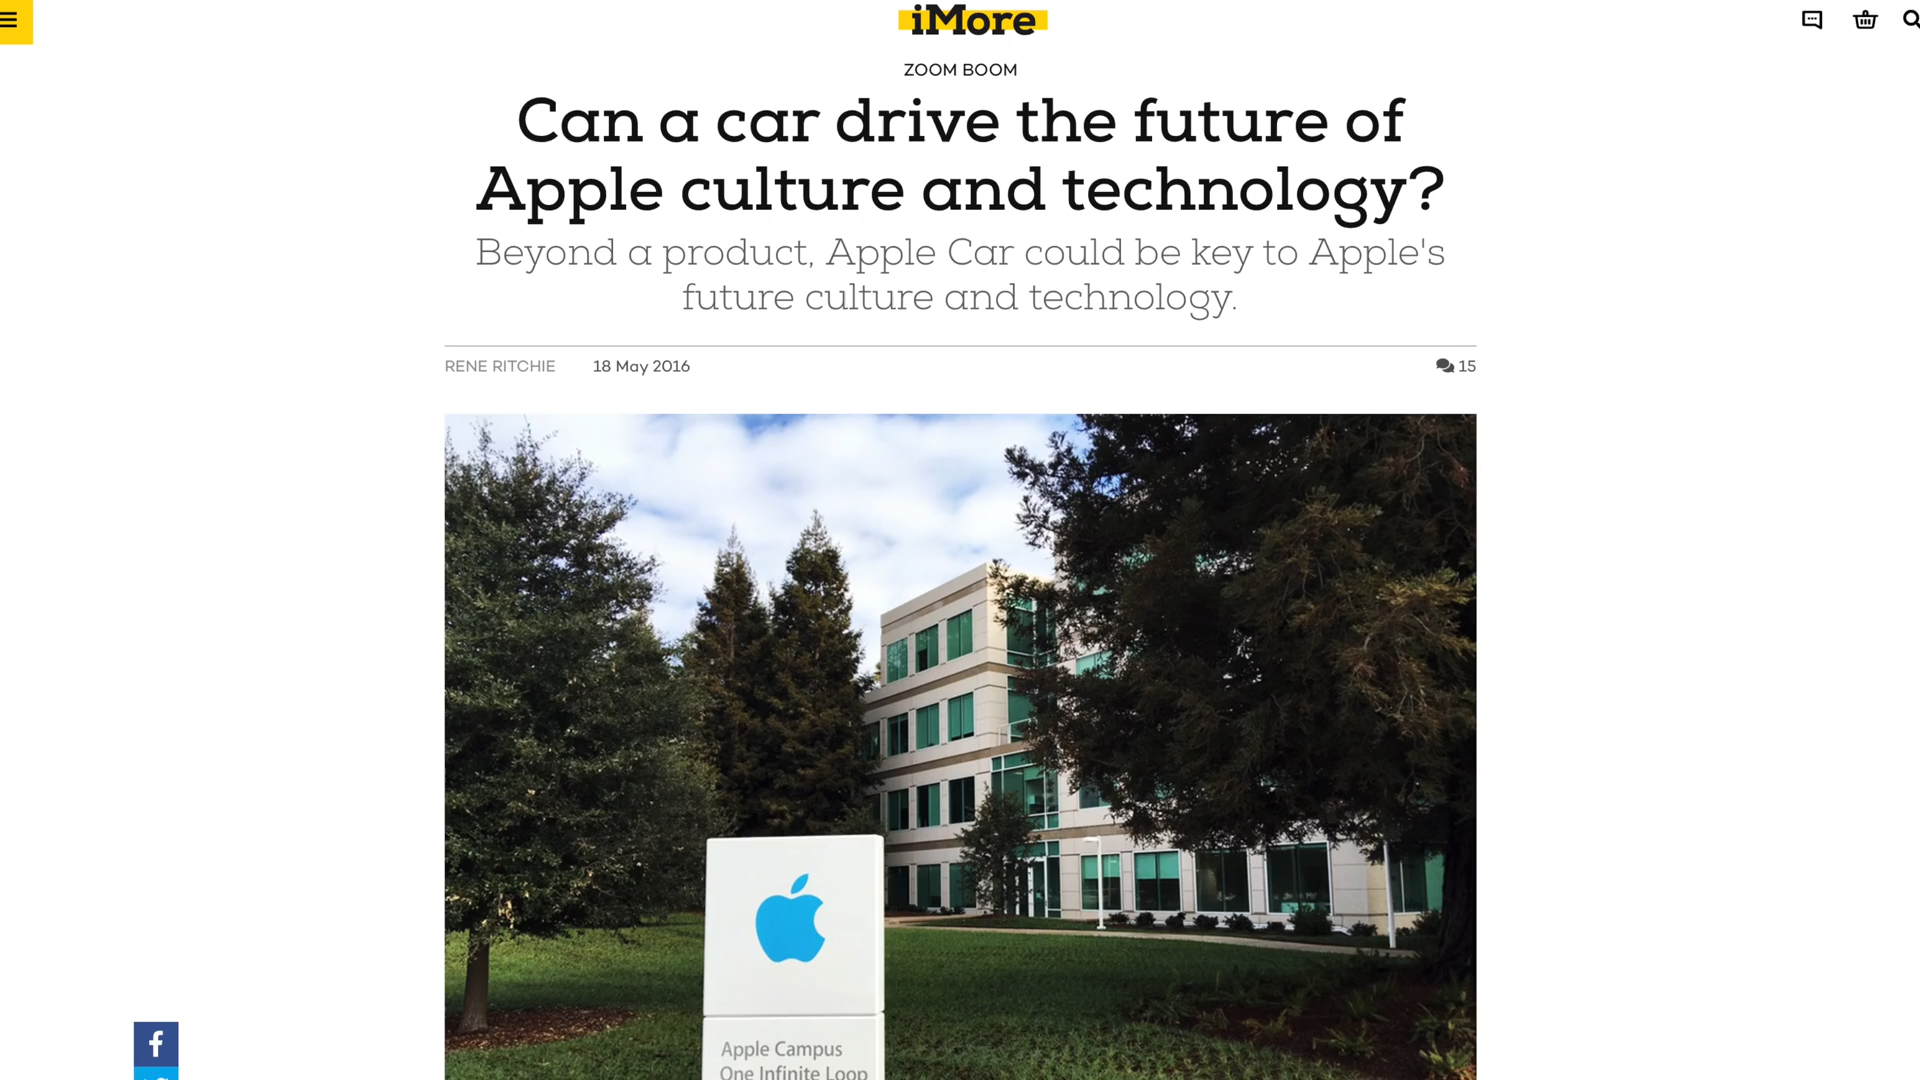 iMore
ZOOM BOOM
Can a car drive the future of
Apple culture and technology?
Beyond a product, Apple Car could be key to Apple's
future culture and technology.
RENE RITCHIE 18 May 2016 15
Apple Campus
One Infinite Loop